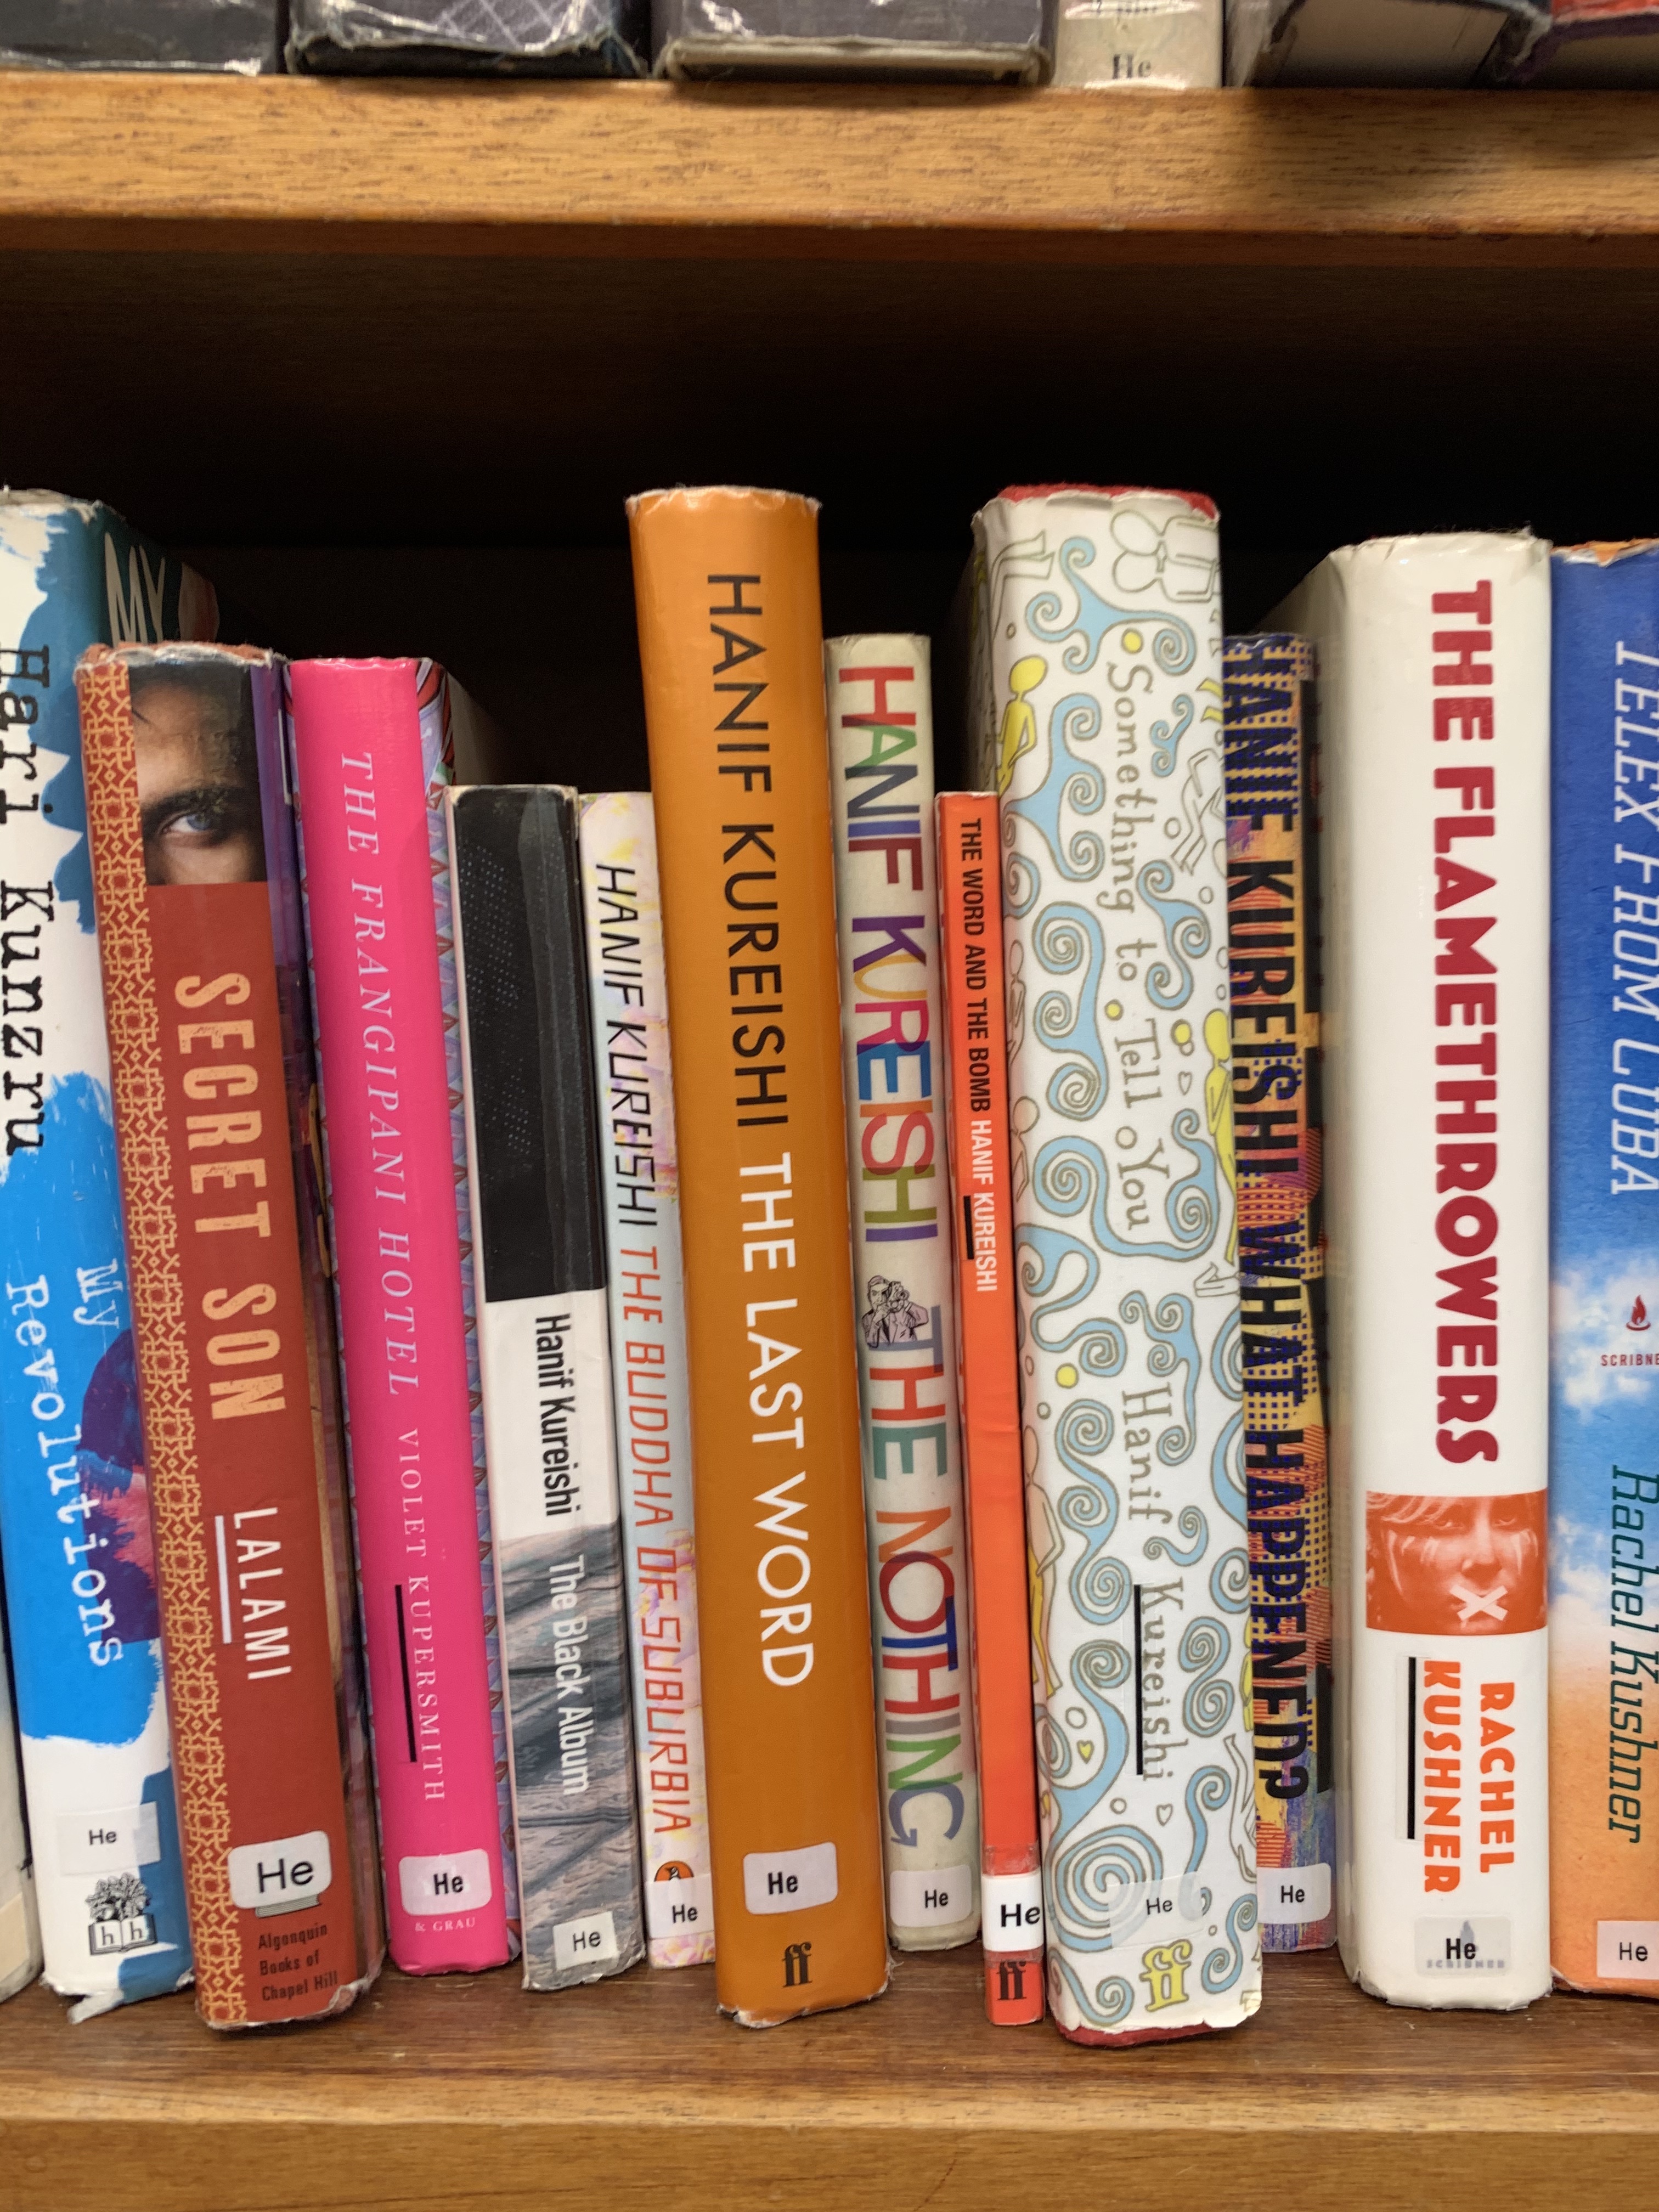 He
MY
Hari Kunzru
My
Revolutions
He
h h
SECRET SON
LALAMI
He
Algonquin
Books of
Chapel Hill
THE FRANGIPANI HOTEL VIOLET KUPERSMITH
He
& GRAU
Hanif Kureishi The Black Album
He
HANIF KUREISHI THE BUDDHA OF SUBURBIA
He
HANIF KUREISHI THE LAST WORD
He
ff
HANIF KUREISHI THE NOTHING
He
THE WORD AND THE BOMB HANIF KUREISHI
He
ff
Something to Tell You Hanif Kureishi
He
ff
HANIF KUREISHI WHAT HAPPENED?
He
THE FLAMETHROWERS
RACHEL
KUSHNER
He
SCRIBNER
TELEX FROM CUBA
SCRIBNE
Rachel Kushner
He